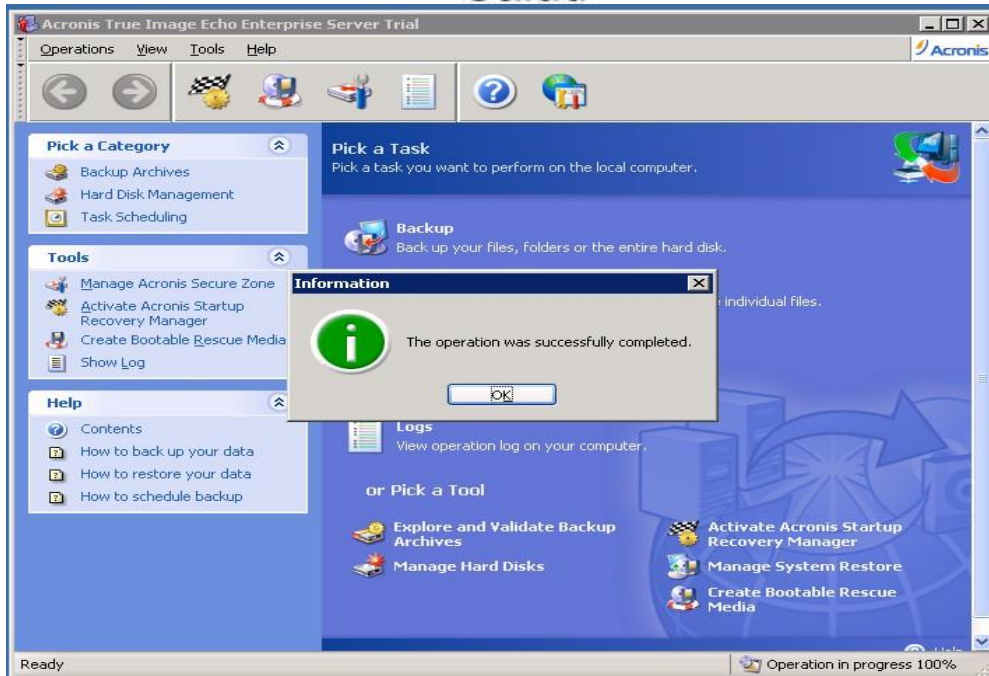 Acronis True Image Echo Enterprise Server Trial
Operations View Tools Help
Acronis
Pick a Category
Backup Archives
Hard Disk Management
Task Scheduling
Tools
Manage Acronis Secure Zone
Activate Acronis Startup
Recovery Manager
Create Bootable Rescue Media
Show Log
Help
Contents
How to back up your data
How to restore your data
How to schedule backup
Pick a Task
Pick a task you want to perform on the local computer.
Backup
Back up your files, folders or the entire hard disk.
individual files.
Information
The operation was successfully completed.
OK
Logs
View operation log on your computer.
or Pick a Tool
Explore and Validate Backup
Archives
Manage Hard Disks
Activate Acronis Startup
Recovery Manager
Manage System Restore
Create Bootable Rescue
Media
Ready
Operation in progress 100%